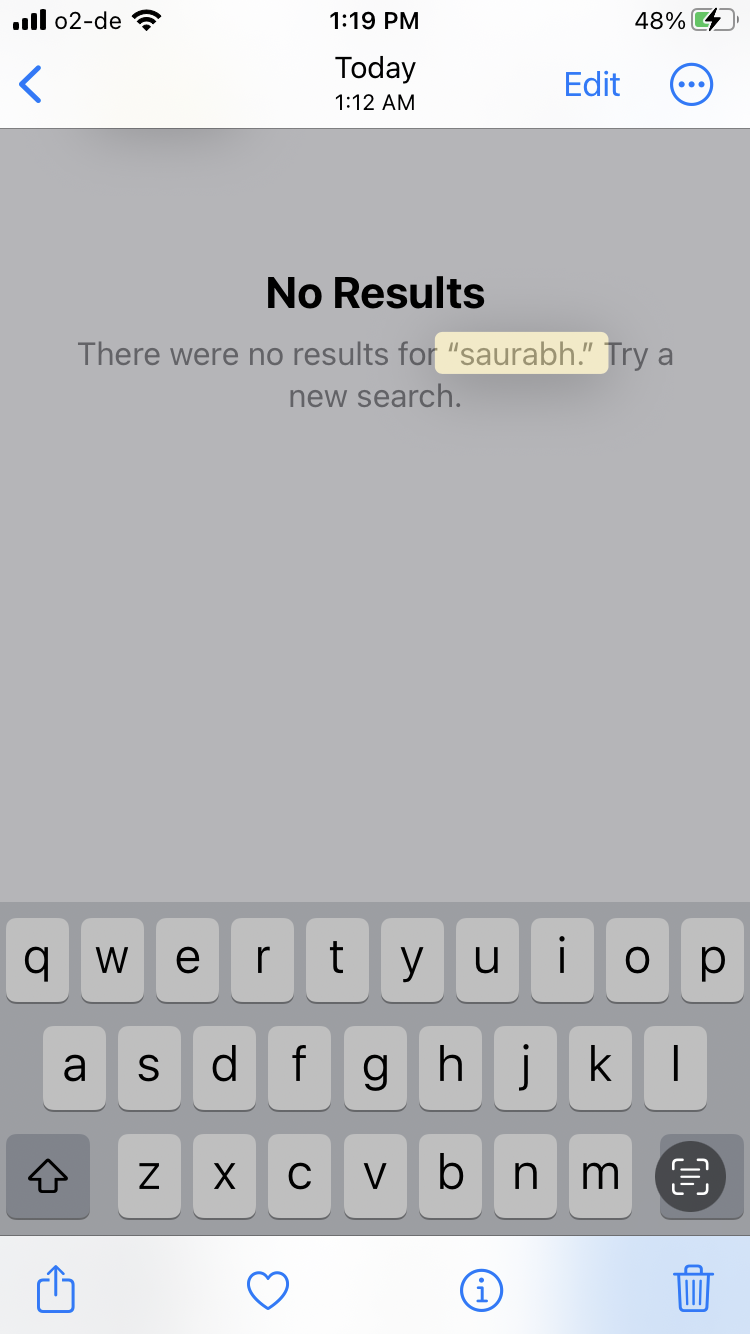 o2-de 1:19 PM 48%
Today
1:12 AM
Edit
No Results
There were no results for “saurabh.” Try a
new search.
q w e r t y u i o p
a s d f g h j k l
z x c v b n m